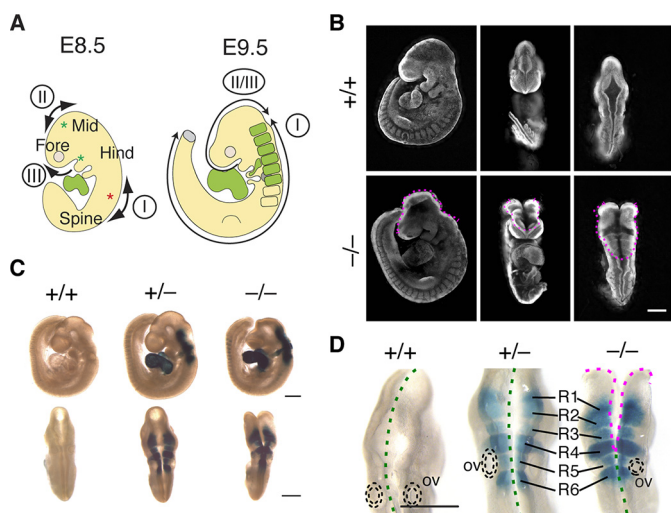 A
E8.5
E9.5
II
Mid
Fore
Hind
III
Spine
I
II/III
I
B
+/+
−/−
C
+/+
+/−
−/−
D
+/+
+/−
−/−
R1
R2
R3
R4
R5
R6
ov
ov
ov